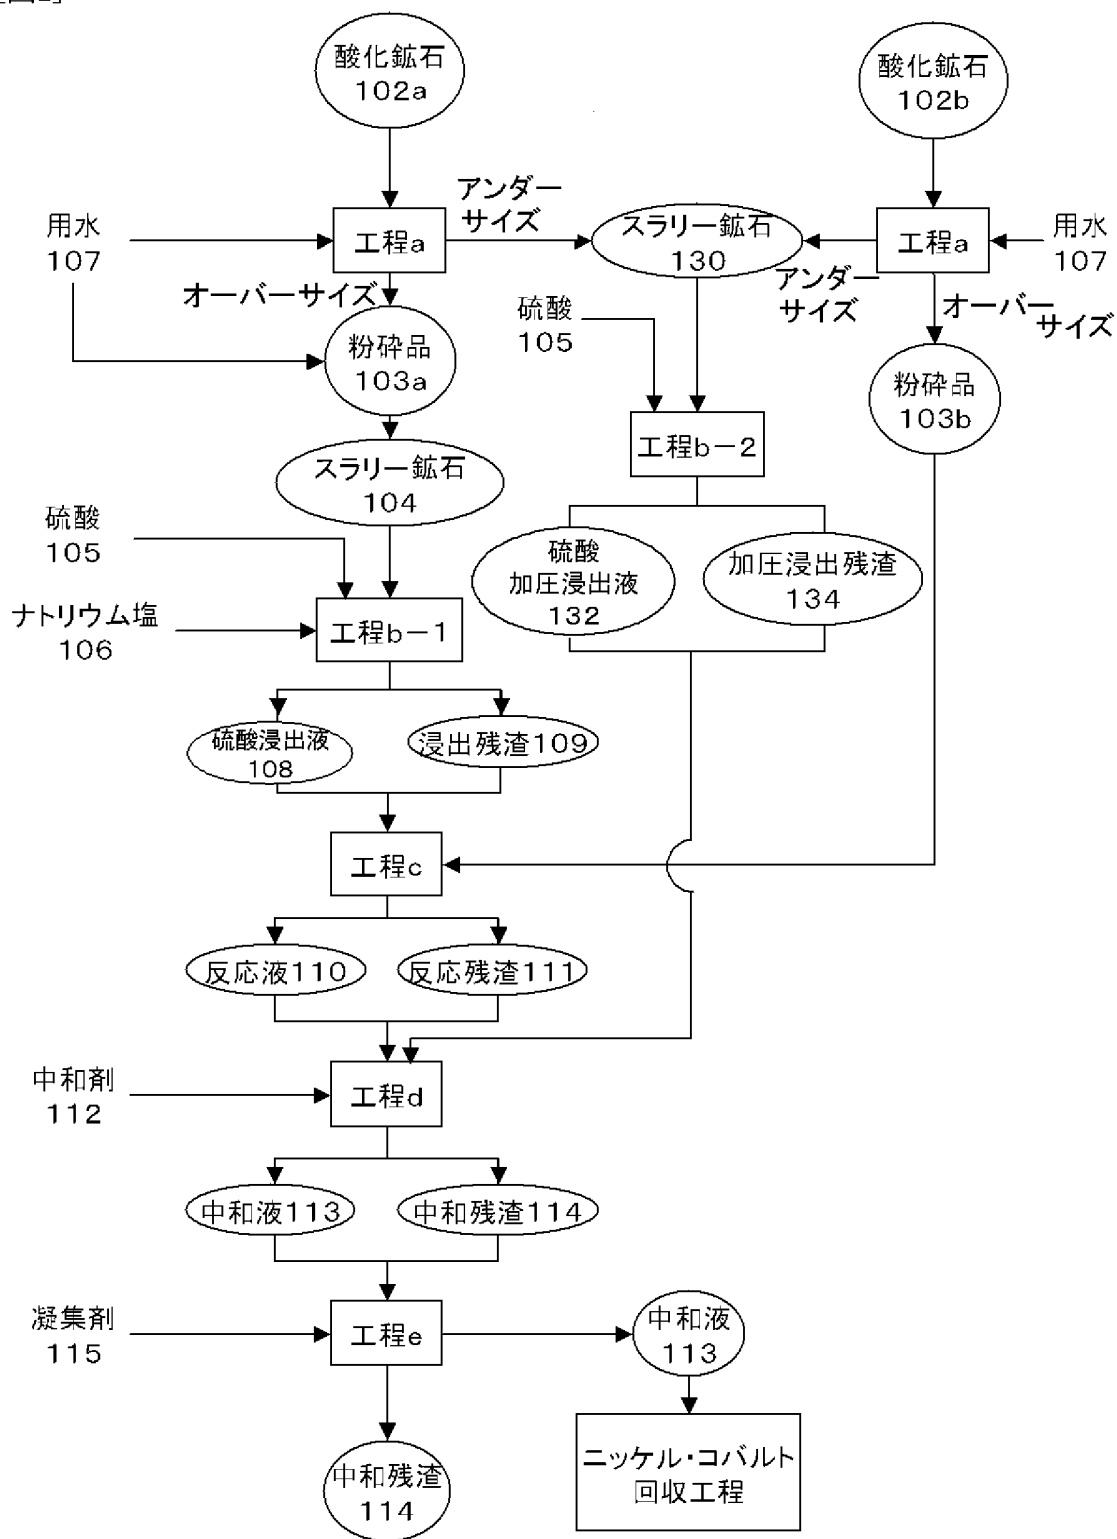 酸化鉱石
102a
酸化鉱石
102b
アンダー
サイズ
用水
107
工程a
スラリー鉱石
130
工程a
用水
107
オーバーサイズ
アンダー
サイズ
オーバー
サイズ
硫酸
105
粉砕品
103a
粉砕品
103b
工程b-2
スラリー鉱石
104
硫酸
105
硫酸
加圧浸出液
132
加圧浸出残渣
134
ナトリウム塩
106
工程b-1
硫酸浸出液
108
浸出残渣109
工程c
反応液110
反応残渣111
中和剤
112
工程d
中和液113
中和残渣114
凝集剤
115
工程e
中和液
113
中和残渣
114
ニッケル・コバルト
回収工程